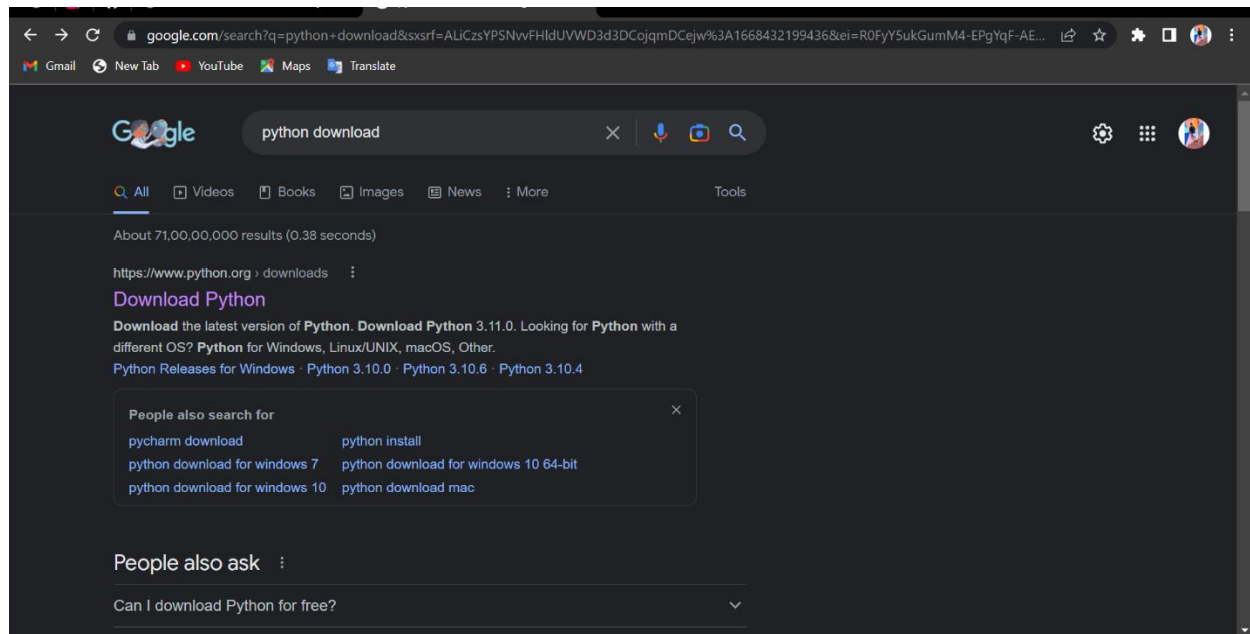 google.com/search?q=python+download&sxsrf=ALiCzsYPSNvvFHldUVWD3d3DCojqmDCejw%3A1668432199436&ei=R0FyY5ukGumM4-EPgYqF-AE...
Gmail New Tab YouTube Maps Translate
Google python download
All Videos Books Images News More Tools
About 71,00,00,000 results (0.38 seconds)
https://www.python.org › downloads
Download Python
Download the latest version of Python. Download Python 3.11.0. Looking for Python with a
different OS? Python for Windows, Linux/UNIX, macOS, Other.
Python Releases for Windows · Python 3.10.0 · Python 3.10.6 · Python 3.10.4
People also search for
pycharm download python install
python download for windows 7 python download for windows 10 64-bit
python download for windows 10 python download mac
People also ask
Can I download Python for free?